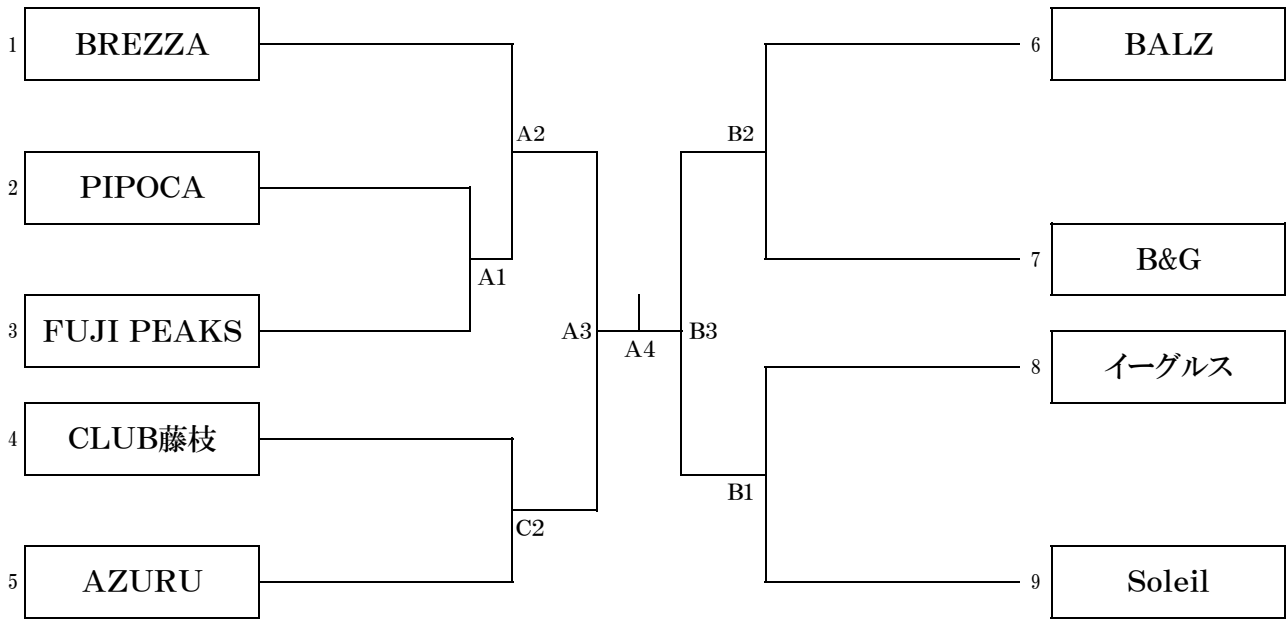 1 BREZZA
2 PIPOCA
3 FUJI PEAKS
4 CLUB藤枝
5 AZURU
A2
A1
C2
A3
A4
B3
B2
B1
6 BALZ
7 B&G
8 イーグルス
9 Soleil